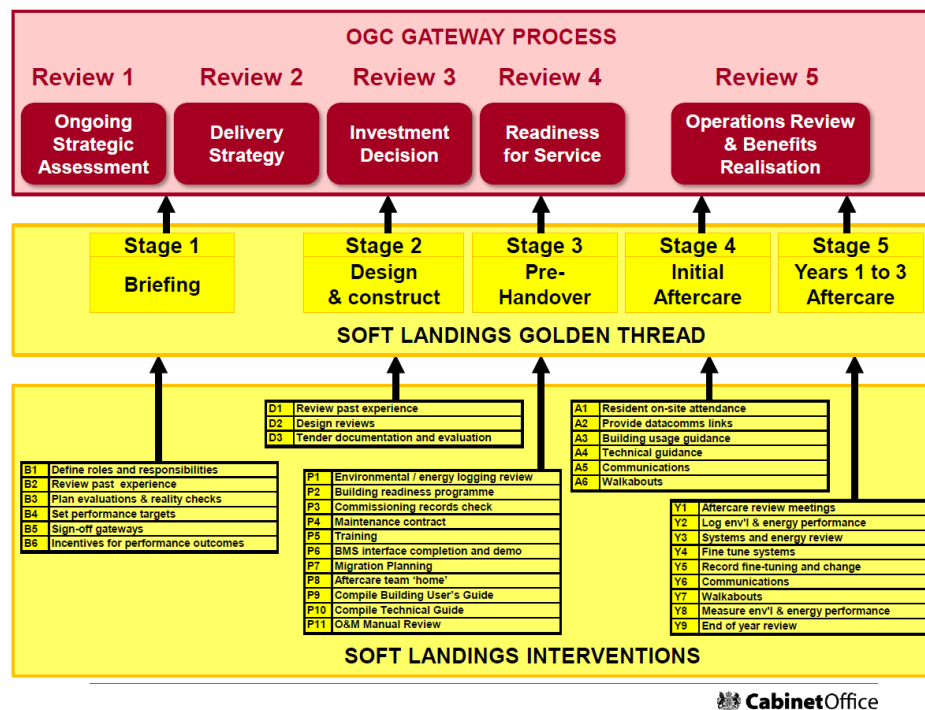 OGC GATEWAY PROCESS
Review 1
Review 2
Review 3
Review 4
Review 5
Ongoing
Strategic
Assessment
Delivery
Strategy
Investment
Decision
Readiness
for Service
Operations Review
& Benefits
Realisation
Stage 1
Briefing
Stage 2
Design
& construct
Stage 3
Pre-
Handover
Stage 4
Initial
Aftercare
Stage 5
Years 1 to 3
Aftercare
SOFT LANDINGS GOLDEN THREAD
B1 Define roles and responsibilities
B2 Review past experience
B3 Plan evaluations & reality checks
B4 Set performance targets
B5 Sign-off gateways
B6 Incentives for performance outcomes
D1 Review past experience
D2 Design reviews
D3 Tender documentation and evaluation
P1 Environmental / energy logging review
P2 Building readiness programme
P3 Commissioning records check
P4 Maintenance contract
P5 Training
P6 BMS interface completion and demo
P7 Migration Planning
P8 Aftercare team ‘home’
P9 Compile Building User's Guide
P10 Compile Technical Guide
P11 O&M Manual Review
A1 Resident on-site attendance
A2 Provide datacomms links
A3 Building usage guidance
A4 Technical guidance
A5 Communications
A6 Walkabouts
Y1 Aftercare review meetings
Y2 Log env'l & energy performance
Y3 Systems and energy review
Y4 Fine tune systems
Y5 Record fine-tuning and change
Y6 Communications
Y7 Walkabouts
Y8 Measure env'l & energy performance
Y9 End of year review
SOFT LANDINGS INTERVENTIONS
CabinetOffice